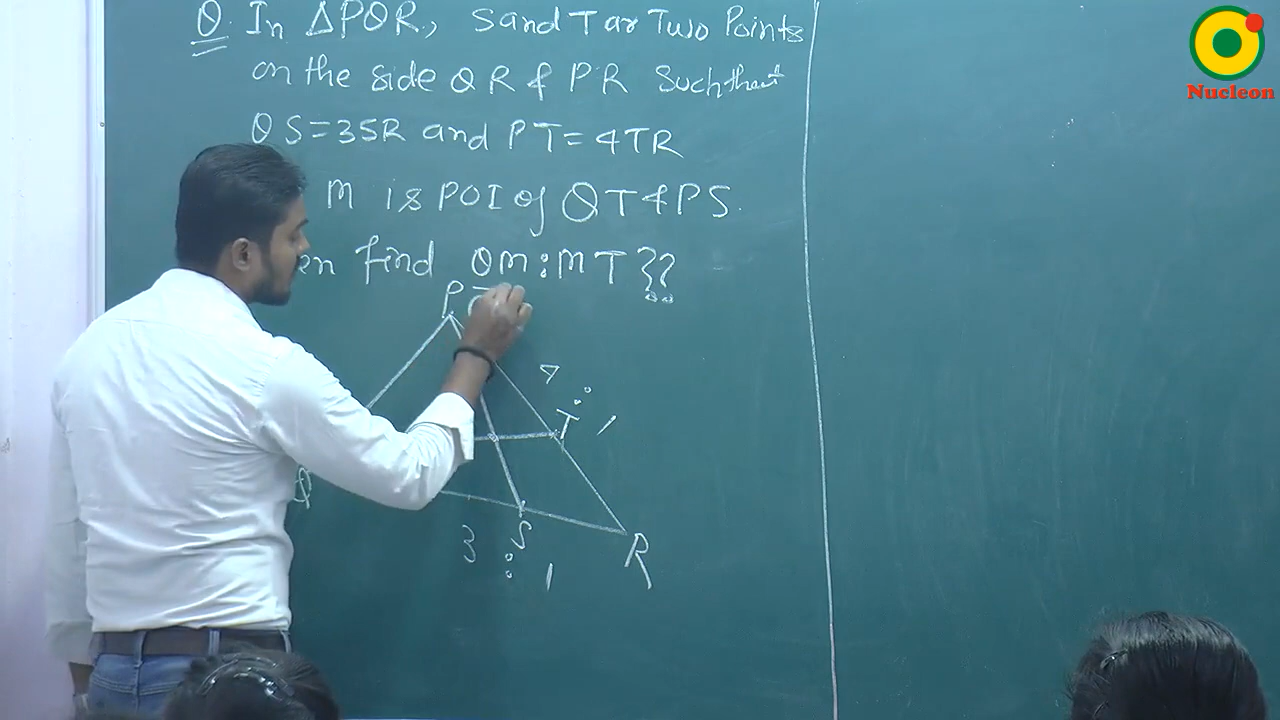 Q. In ΔPQR, S and T ar Two Points
on the side QR & PR Such that
QS=3SR and PT=4TR
M is POI of QT & PS.
en find QM:MT??
P
4 :
T 1
Q
3 S
: 1
R
Nucleon